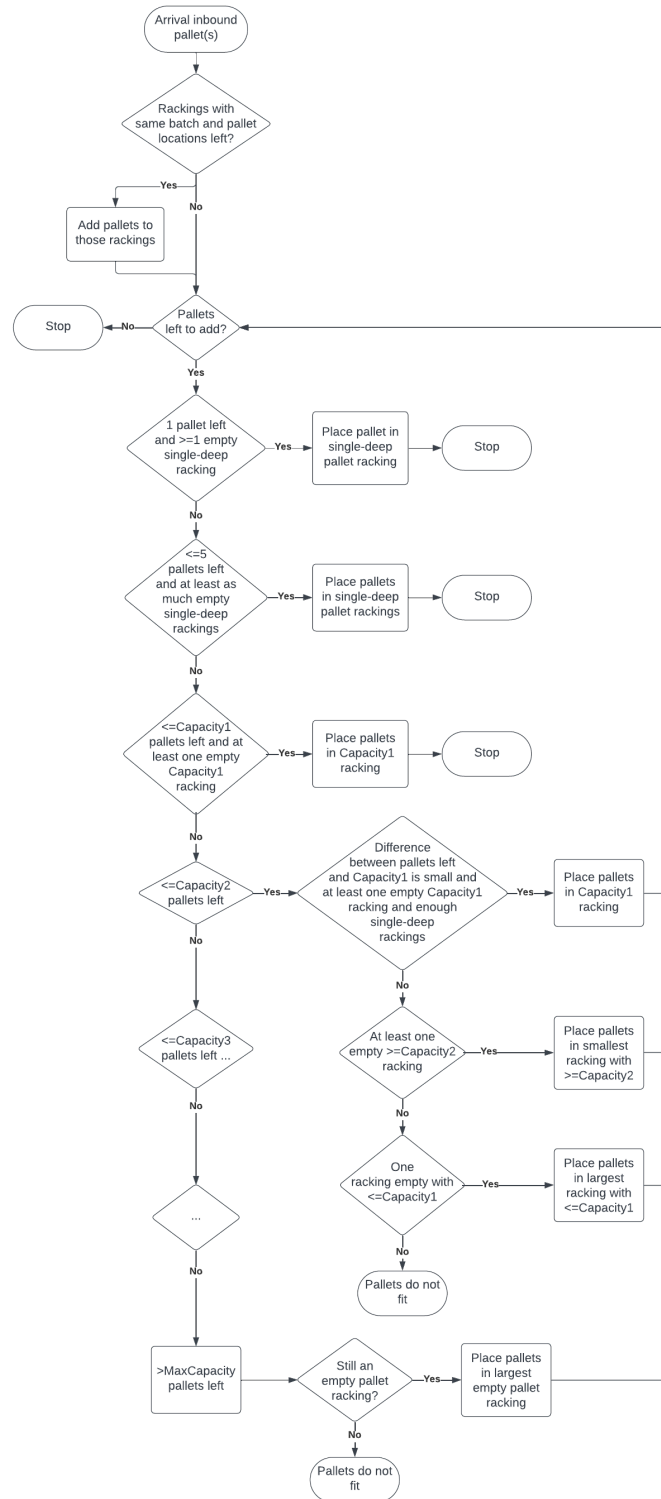 Arrival inbound
pallet(s)
Rackings with
same batch and pallet
locations left?
Yes
No
Add pallets to
those rackings
Pallets
left to add?
No
Stop
Yes
1 pallet left
and >=1 empty
single-deep
racking
Yes
Place pallet in
single-deep
pallet racking
Stop
No
<=5
pallets left
and at least as
much empty
single-deep
rackings
Yes
Place pallets
in single-deep
pallet rackings
Stop
No
<=Capacity1
pallets left and at
least one empty
Capacity1
racking
Yes
Place pallets
in Capacity1
racking
Stop
No
<=Capacity2
pallets left
Yes
Difference
between pallets left
and Capacity1 is small and
at least one empty Capacity1
racking and enough
single-deep
rackings
Yes
Place pallets
in Capacity1
racking
No
No
<=Capacity3
pallets left ...
At least one
empty >=Capacity2
racking
Yes
Place pallets
in smallest
racking with
>=Capacity2
No
No
One
racking empty with
<=Capacity1
Yes
Place pallets
in largest
racking with
<=Capacity1
...
No
No
Pallets do not
fit
>MaxCapacity
pallets left
Still an
empty pallet
racking?
Yes
Place pallets
in largest
empty pallet
racking
No
Pallets do not
fit